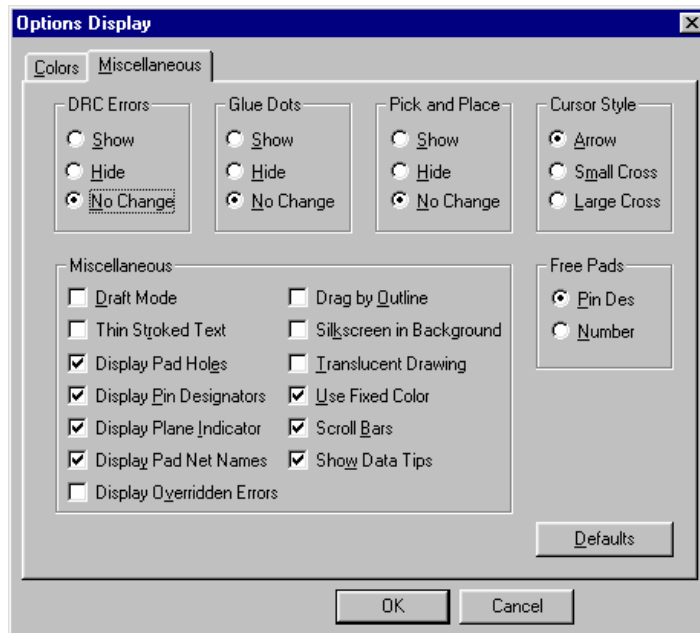 Options Display
Colors
Miscellaneous
DRC Errors
Show
Hide
No Change
Glue Dots
Show
Hide
No Change
Pick and Place
Show
Hide
No Change
Cursor Style
Arrow
Small Cross
Large Cross
Miscellaneous
Draft Mode
Thin Stroked Text
Display Pad Holes
Display Pin Designators
Display Plane Indicator
Display Pad Net Names
Display Overridden Errors
Drag by Outline
Silkscreen in Background
Translucent Drawing
Use Fixed Color
Scroll Bars
Show Data Tips
Free Pads
Pin Des
Number
Defaults
OK
Cancel